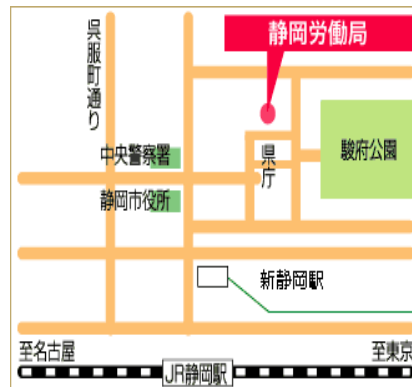 静岡労働局
呉服町通り
中央警察署
県庁
駿府公園
静岡市役所
新静岡駅
至名古屋
至東京
JR静岡駅